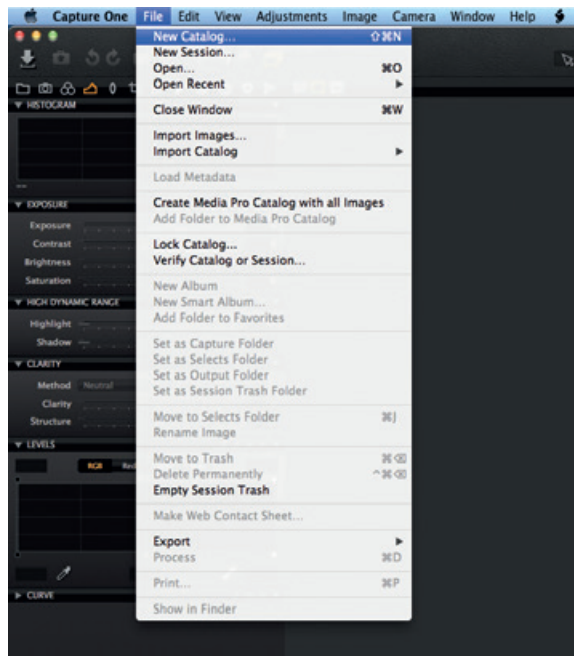 Capture One File Edit View Adjustments Image Camera Window Help
New Catalog... ⇧⌘N
New Session...
Open... ⌘O
Open Recent ▶
Close Window ⌘W
Import Images...
Import Catalog ▶
Load Metadata
Create Media Pro Catalog with all Images
Add Folder to Media Pro Catalog
Lock Catalog...
Verify Catalog or Session...
New Album
New Smart Album...
Add Folder to Favorites
Set as Capture Folder
Set as Selects Folder
Set as Output Folder
Set as Session Trash Folder
Move to Selects Folder ⌘J
Rename Image
Move to Trash ⌘⌫
Delete Permanently ^⌘⌫
Empty Session Trash
Make Web Contact Sheet...
Export ▶
Process ⌘D
Print... ⌘P
Show in Finder
HISTOGRAM
--
EXPOSURE
Exposure
Contrast
Brightness
Saturation
HIGH DYNAMIC RANGE
Highlight
Shadow
CLARITY
Method Neutral
Clarity
Structure
LEVELS
RGB Red
CURVE